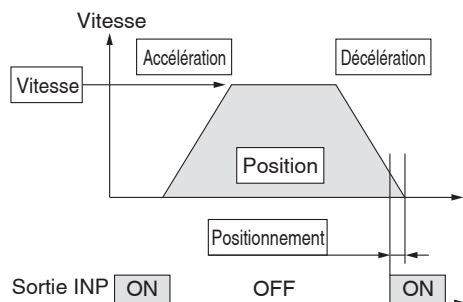 Vitesse
Accélération
Décélération
Vitesse
Position
Positionnement
Sortie INP ON OFF ON